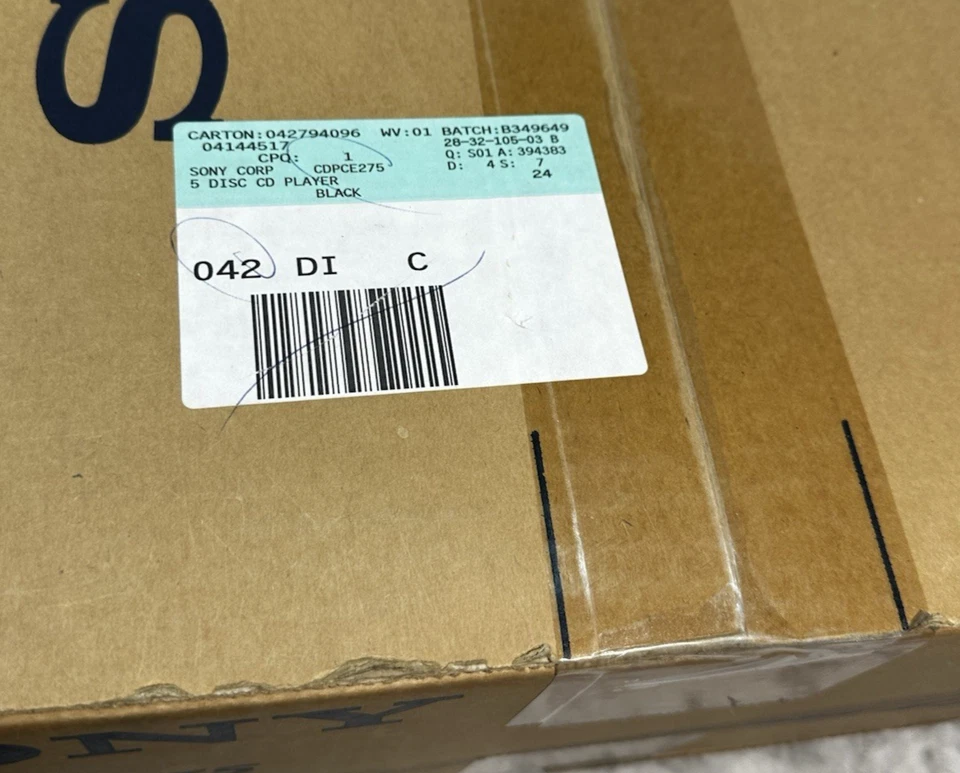 S
CARTON:042794096 WV:01 BATCH:B349649
04144517 28-32-105-03 B
CPQ: 1 Q: S01 A: 394383
SONY CORP CDPCE275 D: 4 S: 7
5 DISC CD PLAYER 24
BLACK
042 DI C
SONY